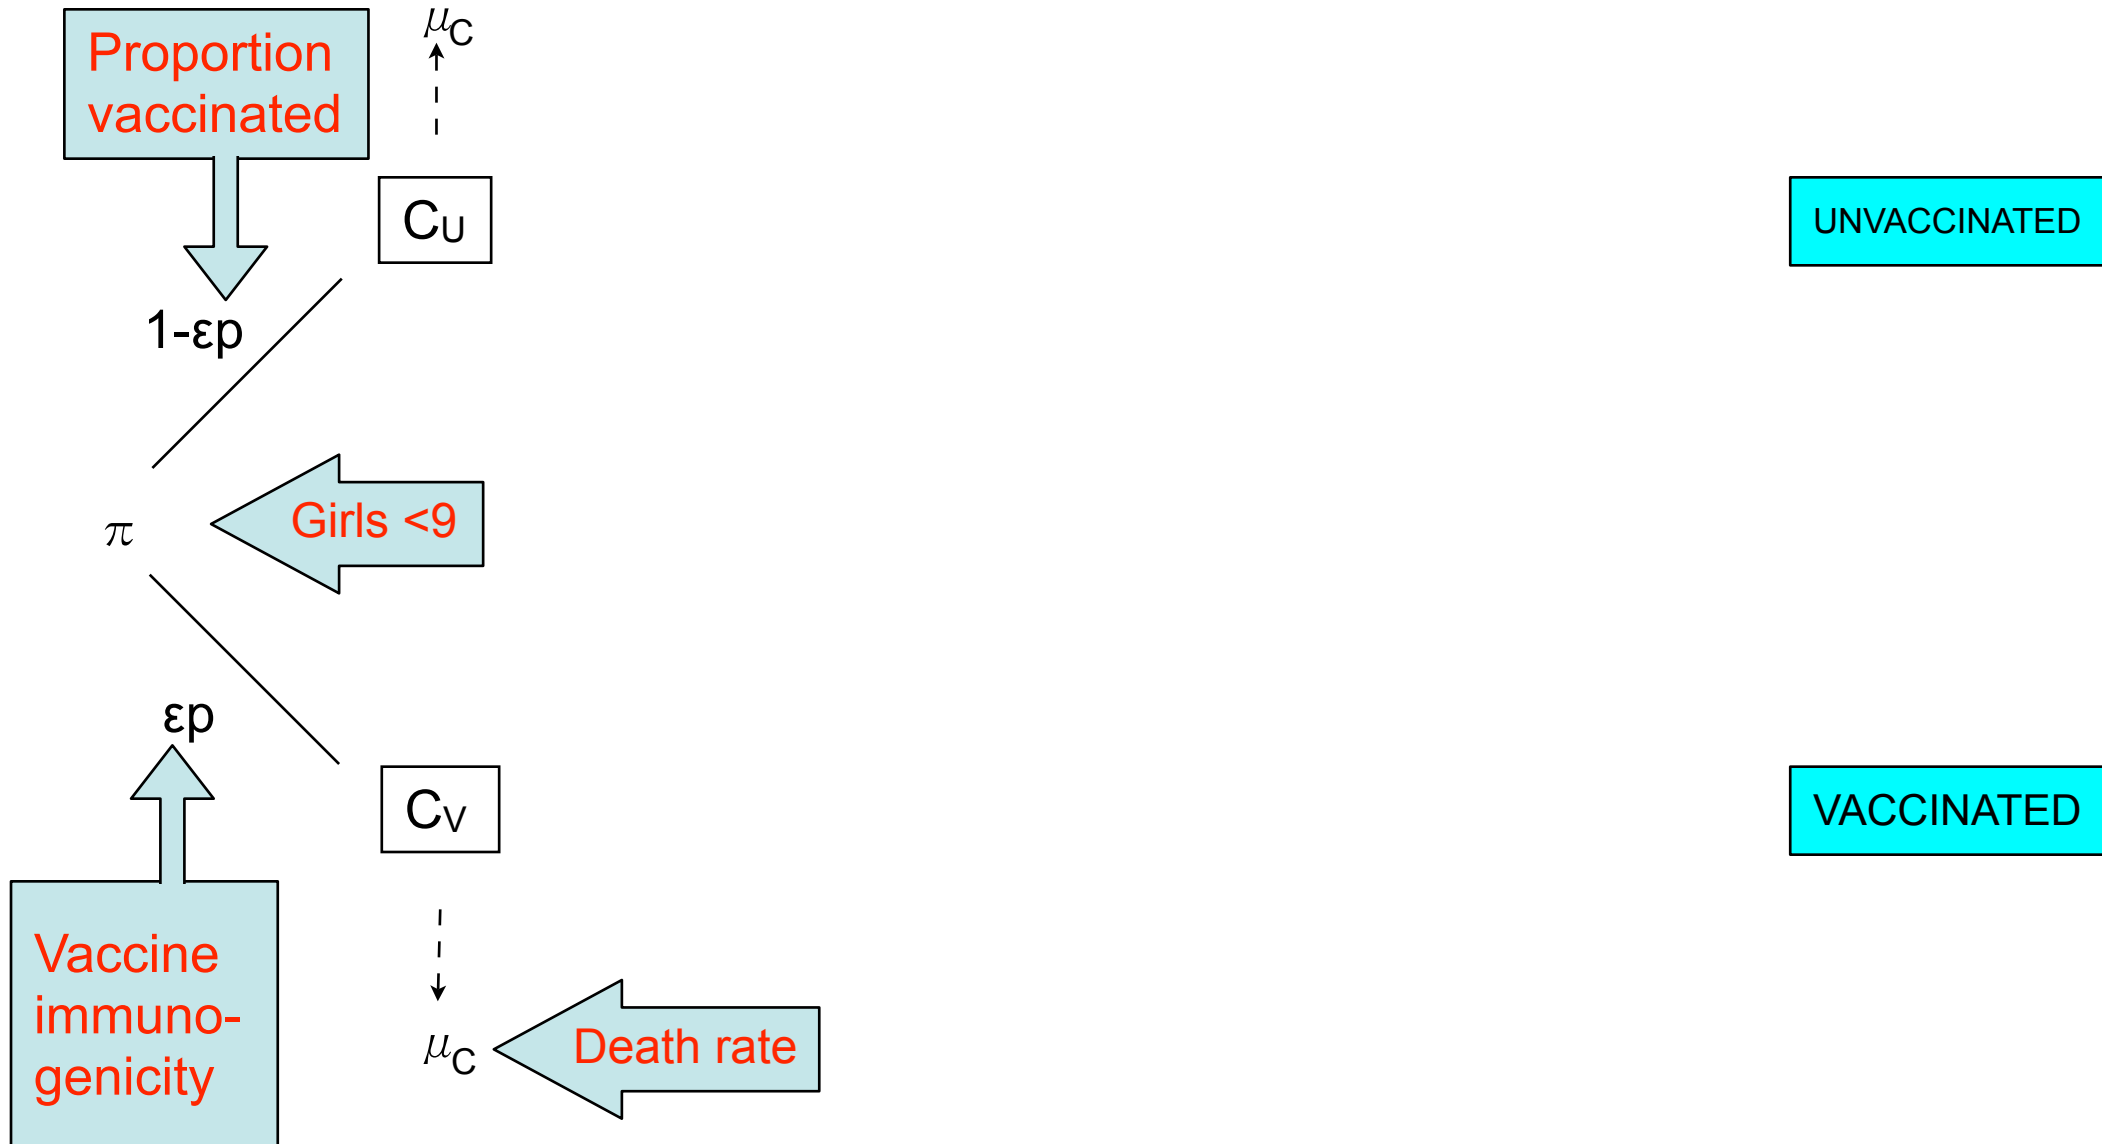 Proportion
vaccinated
μC
CU
UNVACCINATED
1-εp
π
Girls <9
εp
CV
VACCINATED
Vaccine
immuno-
genicity
μC
Death rate